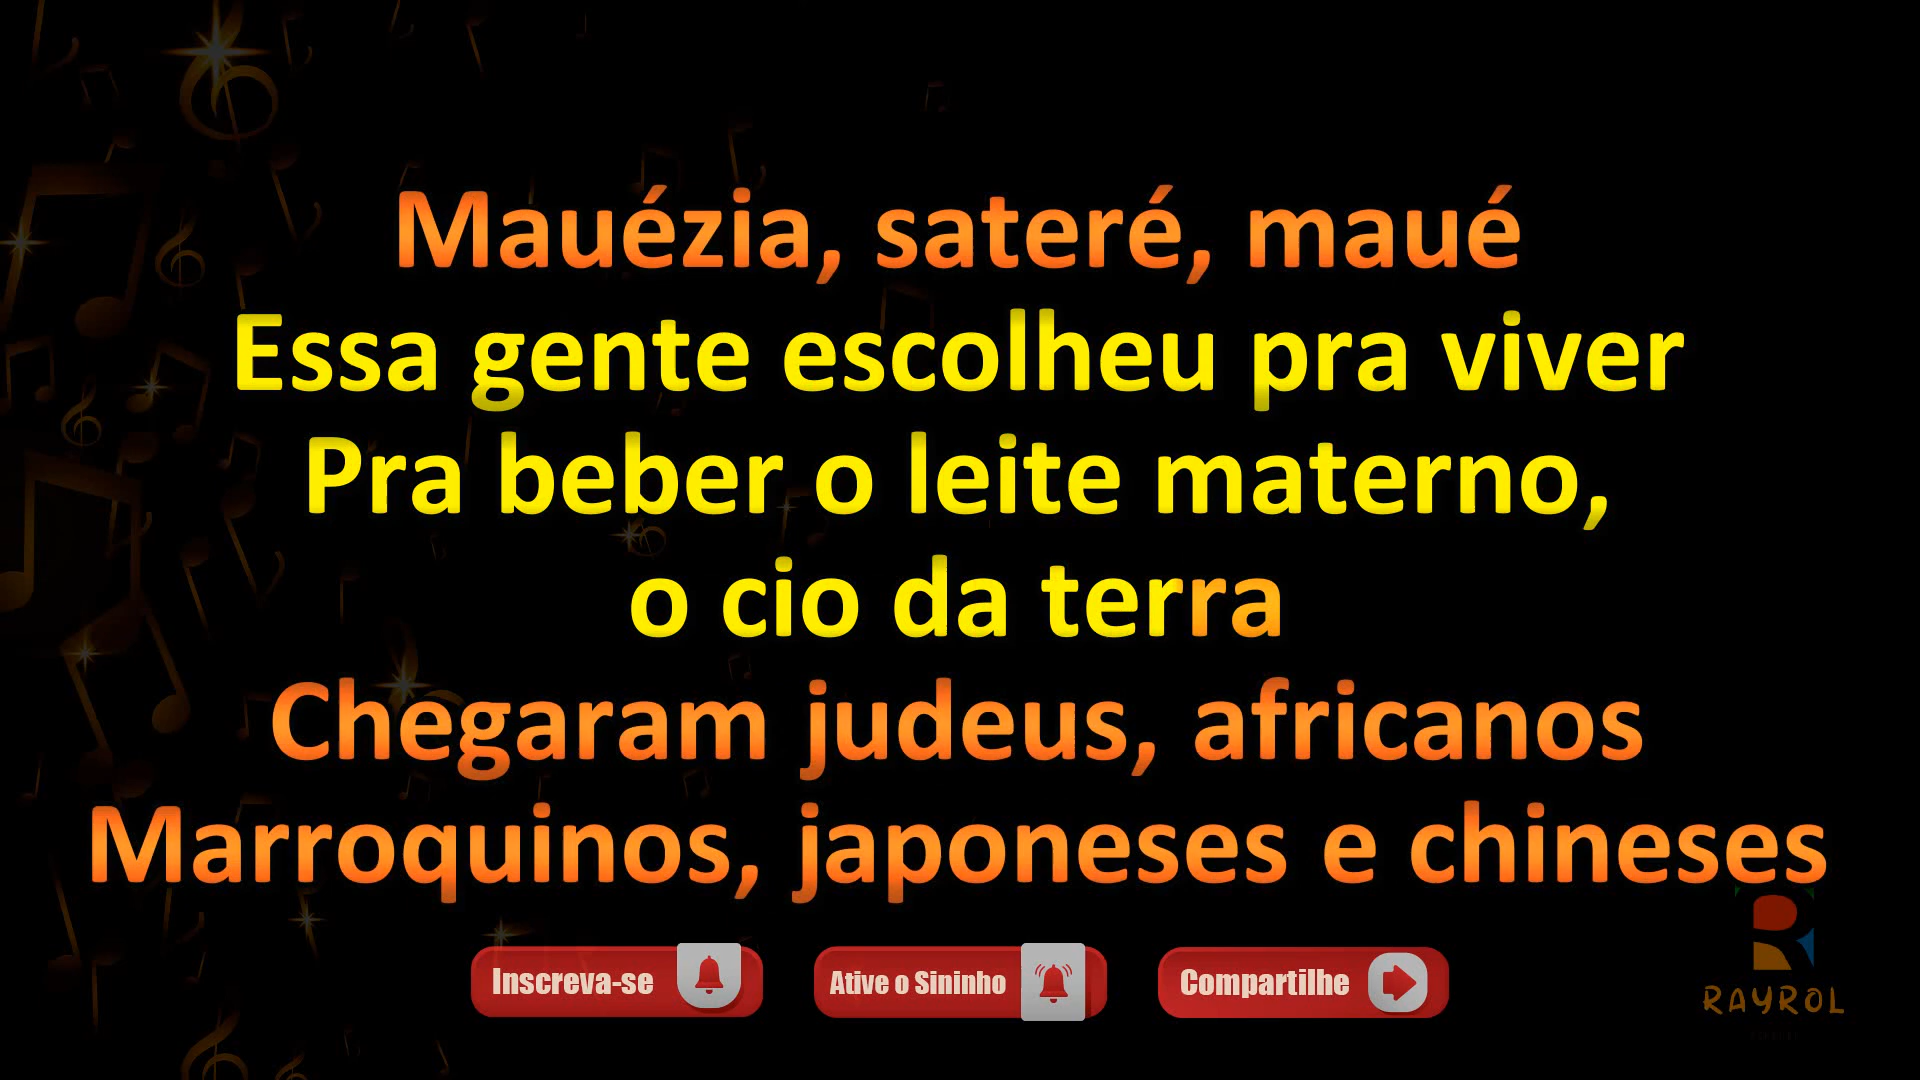 Mauézia, sateré, maué
Essa gente escolheu pra viver
Pra beber o leite materno,
o cio da terra
Chegaram judeus, africanos
Marroquinos, japoneses e chineses
Inscreva-se
Ative o Sininho
Compartilhe
RAYROL